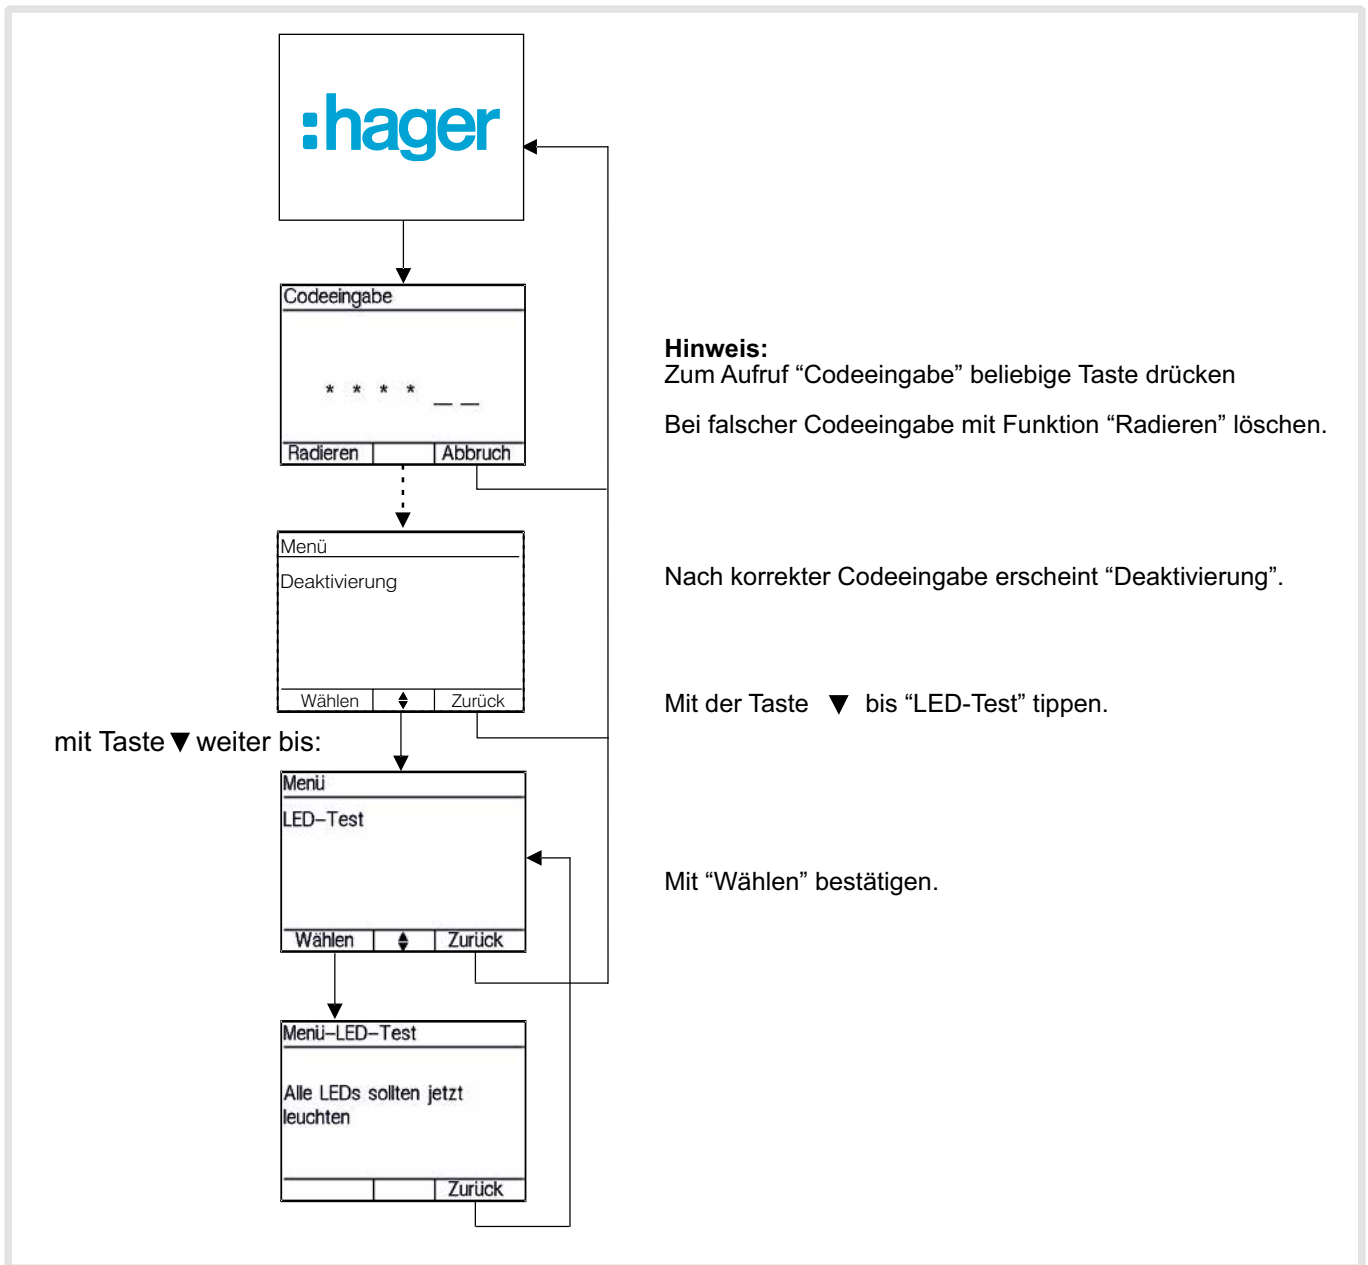 :hager
Codeeingabe
* * * * _ _
Radieren Abbruch
Hinweis:
Zum Aufruf “Codeeingabe” beliebige Taste drücken
Bei falscher Codeeingabe mit Funktion “Radieren” löschen.
Menü
Deaktivierung
Wählen Zurück
Nach korrekter Codeeingabe erscheint “Deaktivierung”.
Mit der Taste ▼ bis “LED-Test” tippen.
mit Taste ▼ weiter bis:
Menü
LED-Test
Wählen Zurück
Mit “Wählen” bestätigen.
Menü-LED-Test
Alle LEDs sollten jetzt
leuchten
Zurück